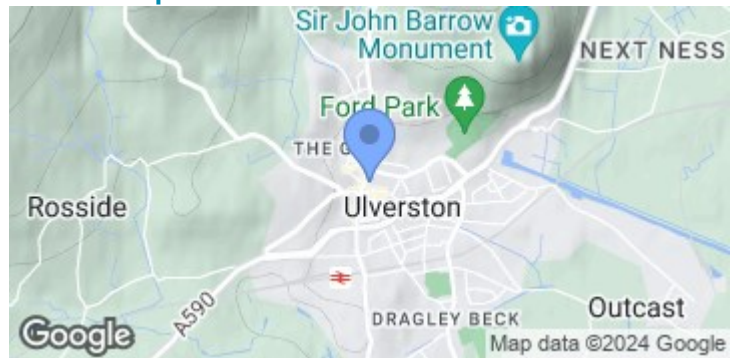 Sir John Barrow
Monument
NEXT NESS
Ford Park
THE G
Rosside
Ulverston
A590
Outcast
DRAGLEY BECK
Google
Map data ©2024 Google